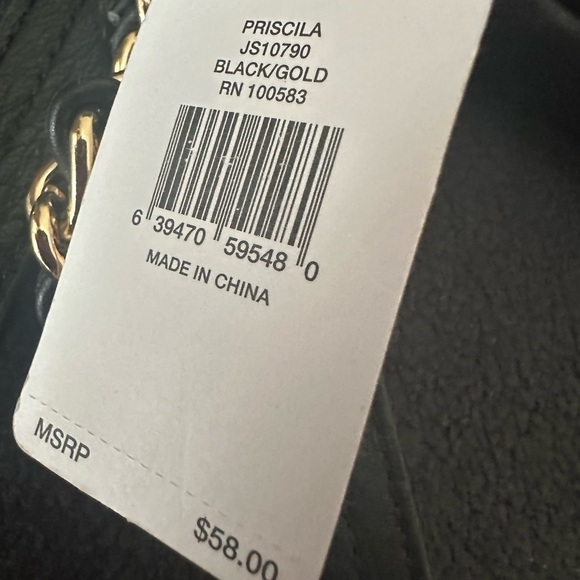 PRISCILA
JS10790
BLACK/GOLD
RN 100583
6 39470 59548 0
MADE IN CHINA
MSRP
$58.00